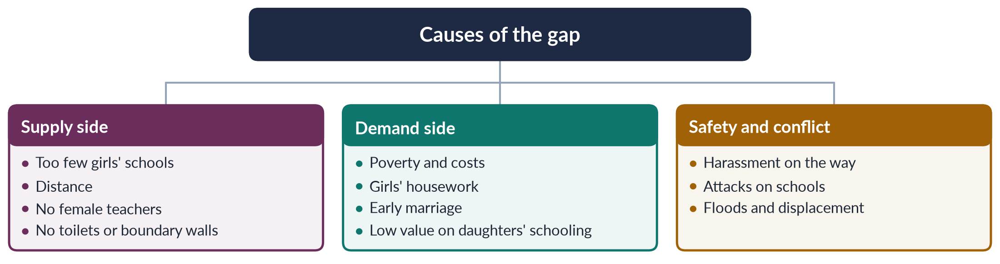 Causes of the gap
Supply side
Too few girls' schools
Distance
No female teachers
No toilets or boundary walls
Demand side
Poverty and costs
Girls' housework
Early marriage
Low value on daughters' schooling
Safety and conflict
Harassment on the way
Attacks on schools
Floods and displacement